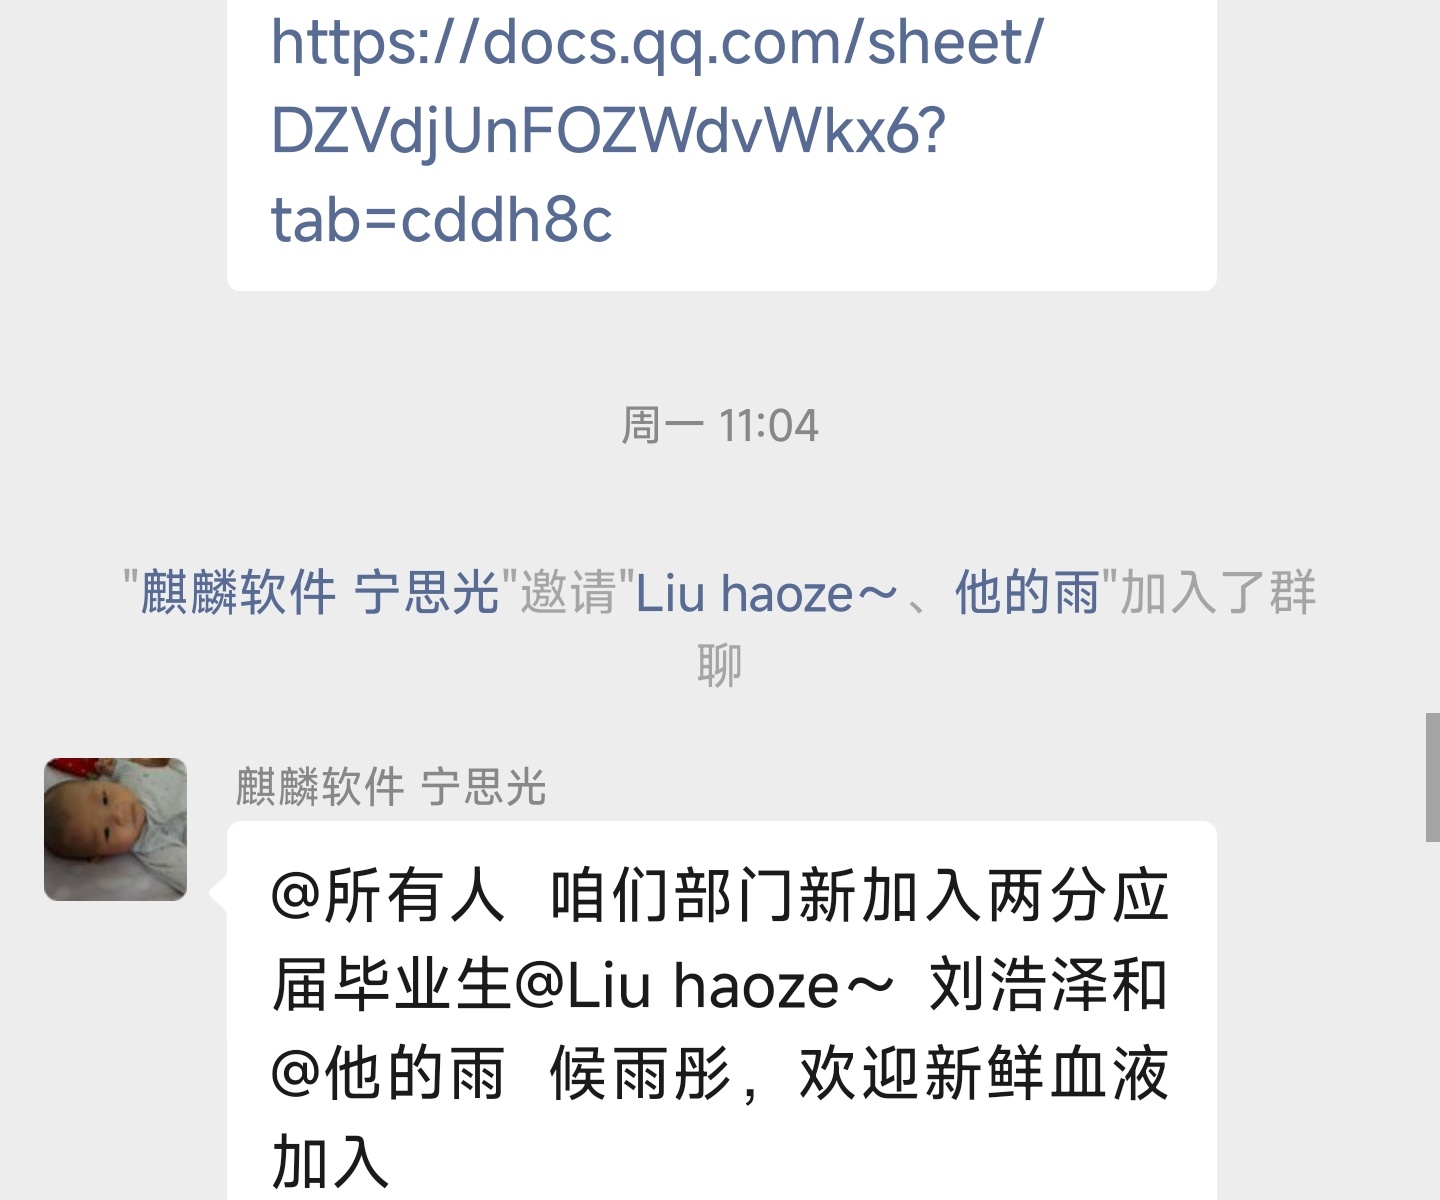 https://docs.qq.com/sheet/
DZVdjUnFOZWdvWkx6?
tab=cddh8c
周一 11:04
"麒麟软件 宁思光"邀请"Liu haoze～、他的雨"加入了群
聊
麒麟软件 宁思光
@所有人 咱们部门新加入两分应
届毕业生@Liu haoze～ 刘浩泽和
@他的雨 候雨彤，欢迎新鲜血液
加入